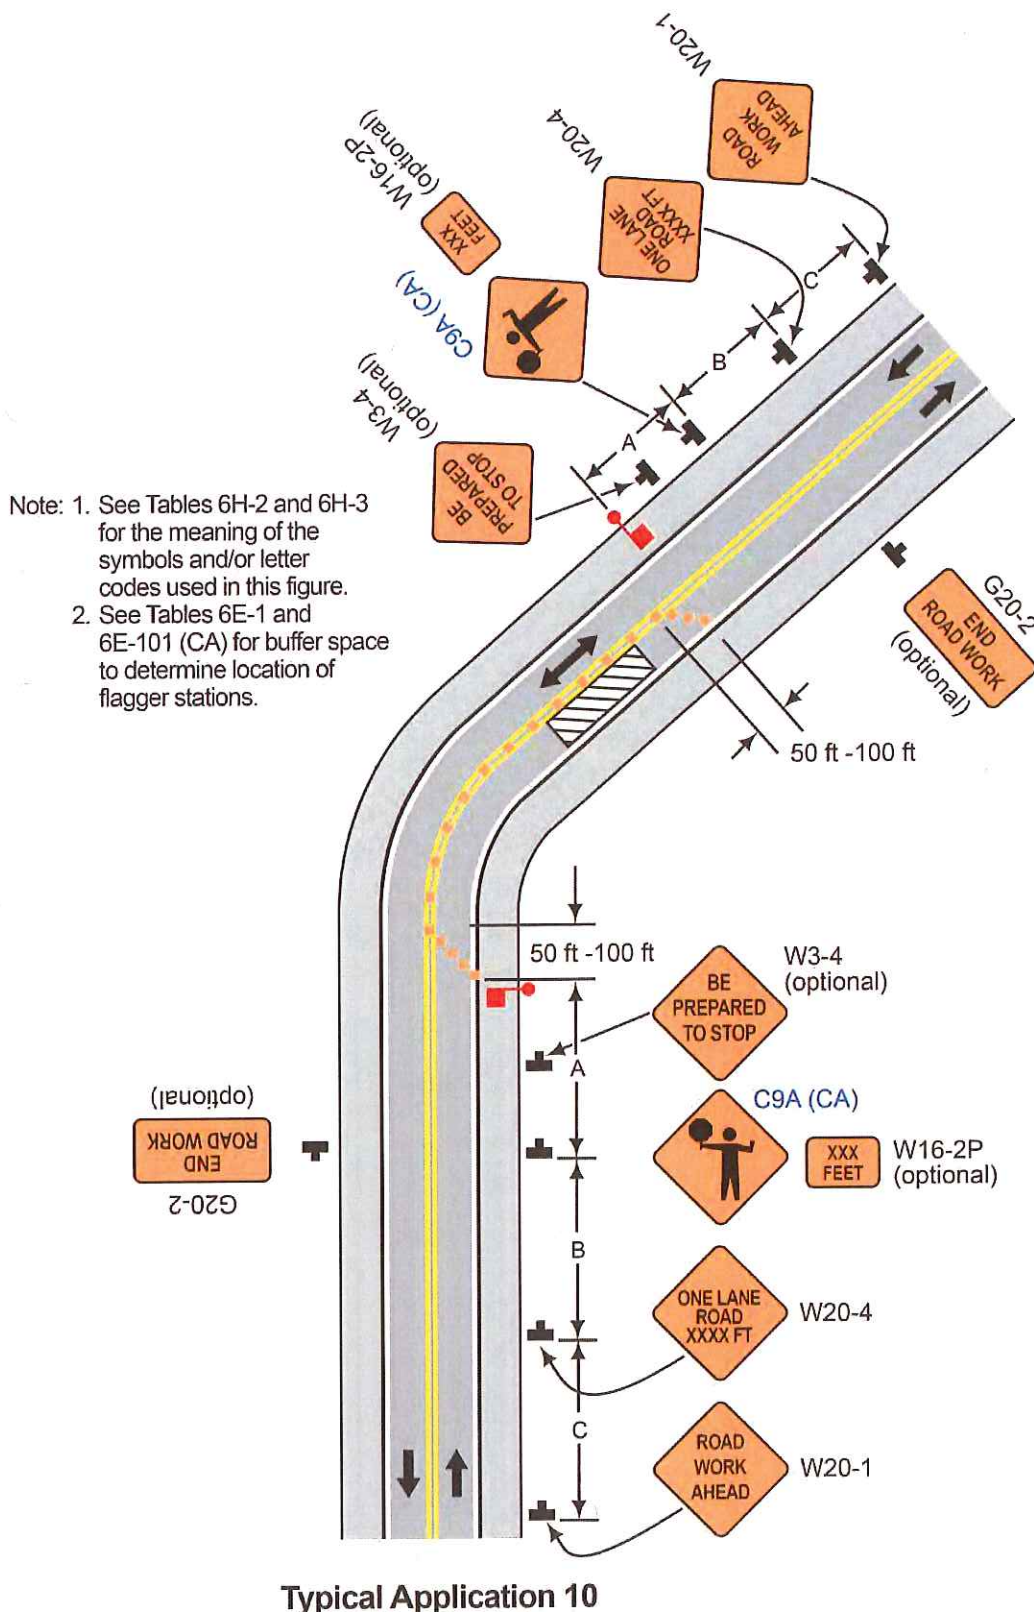 W20-1
ROAD
WORK
AHEAD
W20-4
ONE LANE
ROAD
XXXX FT
W16-2P
(optional)
XXX
FEET
C9A (CA)
W3-4
(optional)
BE
PREPARED
TO STOP
C
B
A
Note: 1. See Tables 6H-2 and 6H-3
for the meaning of the
symbols and/or letter
codes used in this figure.
2. See Tables 6E-1 and
6E-101 (CA) for buffer space
to determine location of
flagger stations.
G20-2
END
ROAD WORK
(optional)
50 ft -100 ft
50 ft -100 ft
BE
PREPARED
TO STOP
W3-4
(optional)
A
C9A (CA)
XXX
FEET
W16-2P
(optional)
G20-2
END
ROAD WORK
(optional)
B
ONE LANE
ROAD
XXXX FT
W20-4
C
ROAD
WORK
AHEAD
W20-1
Typical Application 10